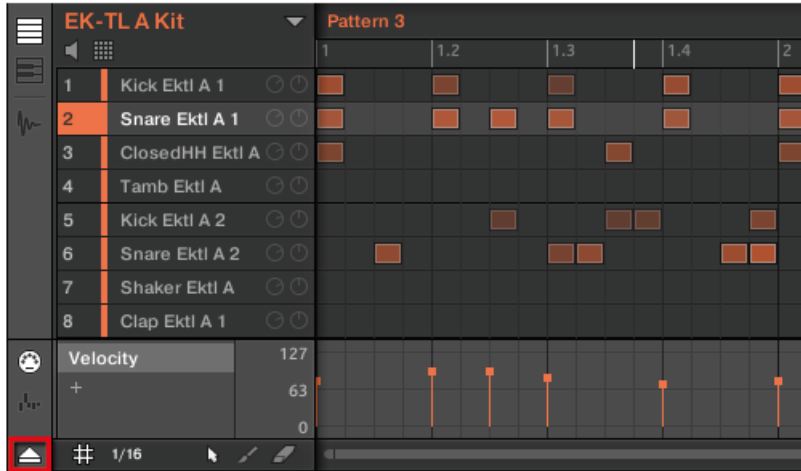 EK-TL A Kit Pattern 3
1 1.2 1.3 1.4 2
1 Kick Ektl A 1
2 Snare Ektl A 1
3 ClosedHH Ektl A
4 Tamb Ektl A
5 Kick Ektl A 2
6 Snare Ektl A 2
7 Shaker Ektl A
8 Clap Ektl A 1
Velocity 127
+ 63
0
1/16